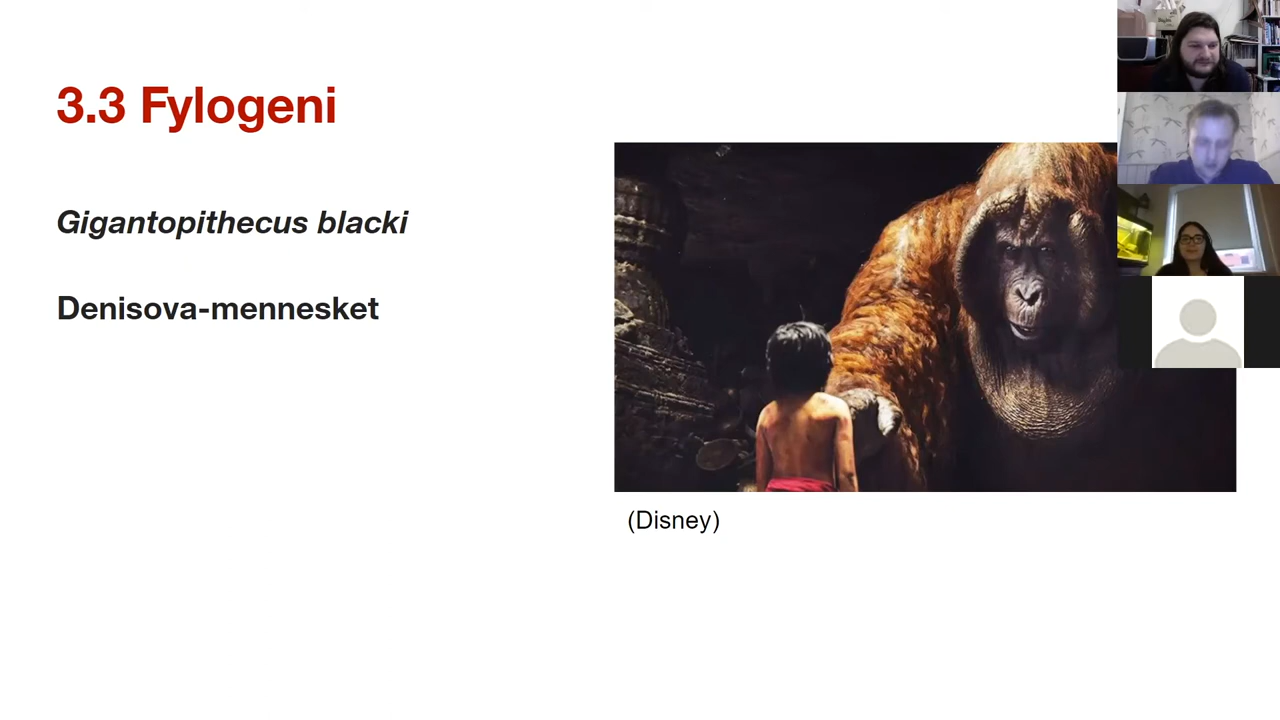 3.3 Fylogeni
Gigantopithecus blacki
Denisova-mennesket
(Disney)